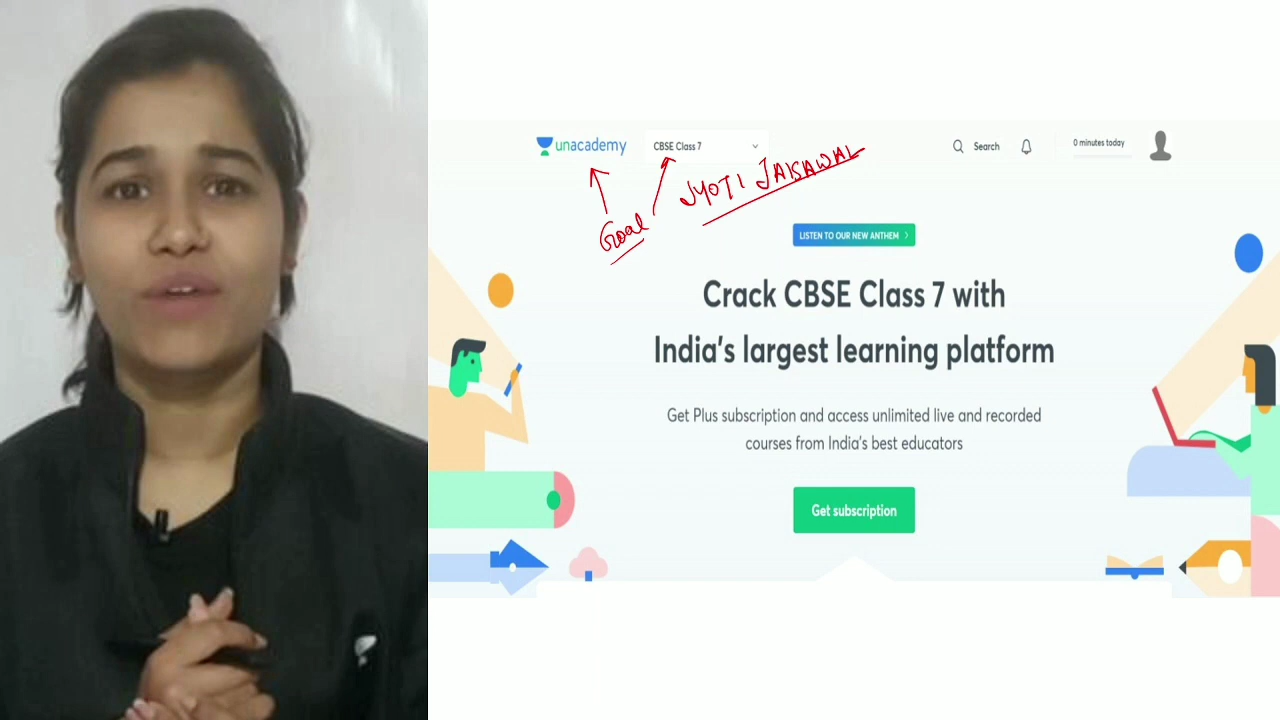 unacademy
CBSE Class 7
Search
0 minutes today
Goal
JYOTI JAISAWAL
LISTEN TO OUR NEW ANTHEM
Crack CBSE Class 7 with
India's largest learning platform
Get Plus subscription and access unlimited live and recorded
courses from India's best educators
Get subscription